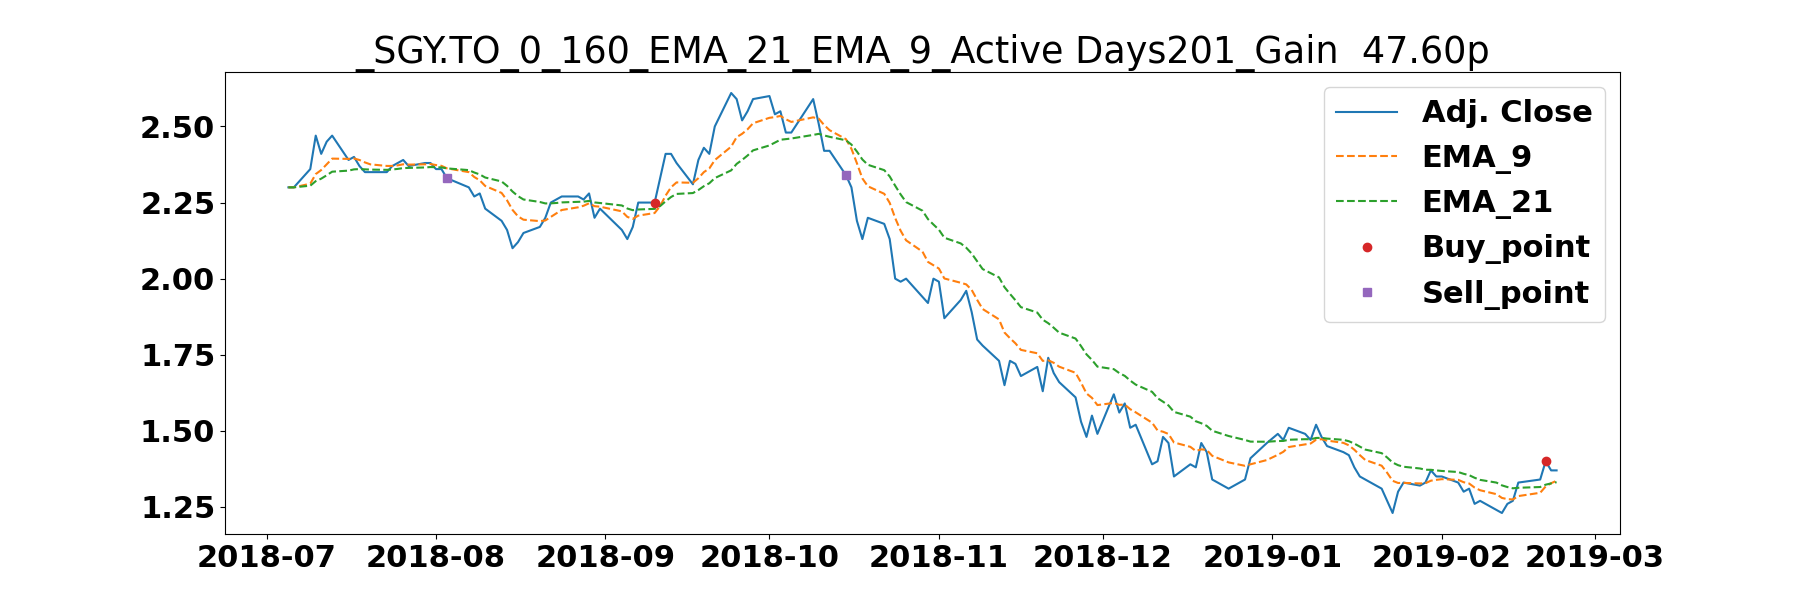 _SGY.TO_0_160_EMA_21_EMA_9_Active Days201_Gain  47.60p
2.50
2.25
2.00
1.75
1.50
1.25
Adj. Close
EMA_9
EMA_21
Buy_point
Sell_point
2018-07 2018-08 2018-09 2018-10 2018-11 2018-12 2019-01 2019-02 2019-03